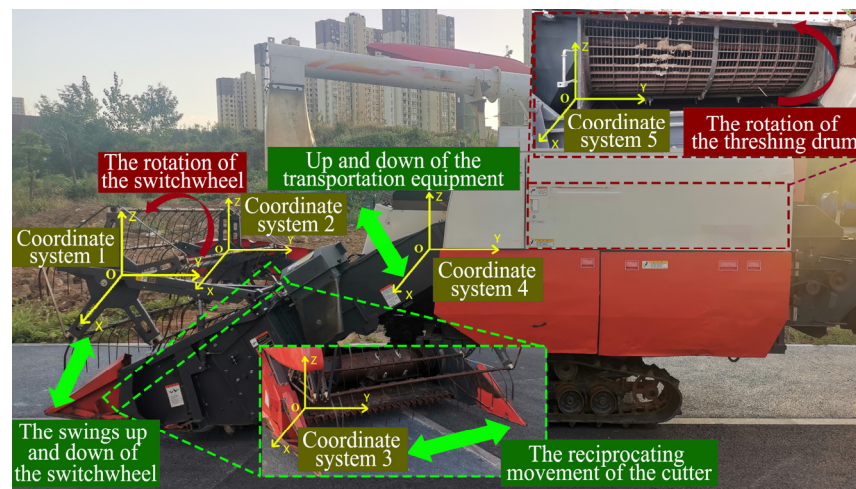 Z
O
Y
X
Coordinate
system 5
The rotation of
the threshing drum
The rotation of
the switchwheel
Up and down of the
transportation equipment
Z
Coordinate
system 1
O
Y
X
Z
Coordinate
system 2
O
Y
X
Z
O
Y
X
Coordinate
system 4
Z
O
Y
X
Coordinate
system 3
The swings up
and down of
the switchwheel
The reciprocating
movement of the cutter